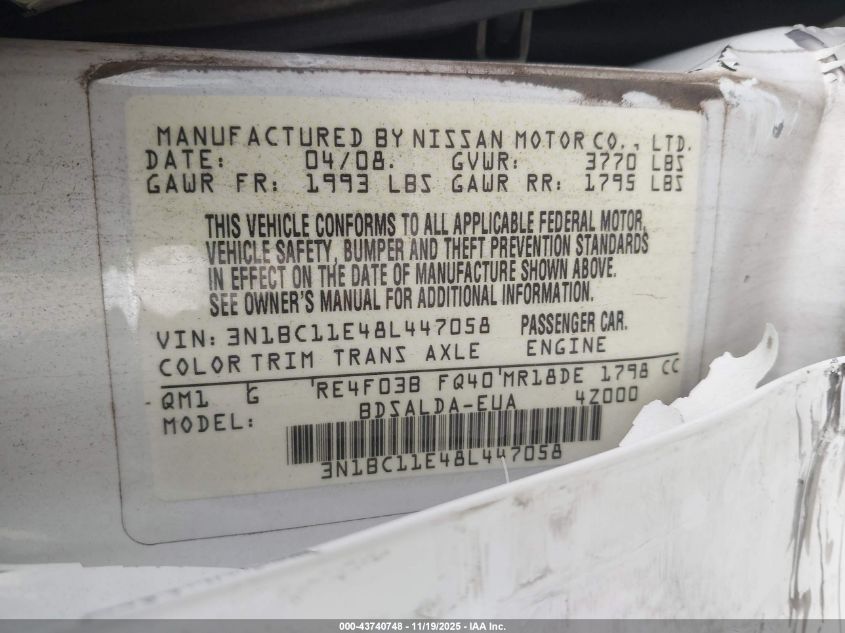 MANUFACTURED BY NISSAN MOTOR CO., LTD.
DATE: 04/08. GVWR: 3770 LBS
GAWR FR: 1993 LBS GAWR RR: 1795 LBS
THIS VEHICLE CONFORMS TO ALL APPLICABLE FEDERAL MOTOR
VEHICLE SAFETY, BUMPER AND THEFT PREVENTION STANDARDS
IN EFFECT ON THE DATE OF MANUFACTURE SHOWN ABOVE.
SEE OWNER'S MANUAL FOR ADDITIONAL INFORMATION.
VIN: 3N1BC11E48L447058 PASSENGER CAR.
COLOR TRIM TRANS AXLE ENGINE
QM1 G RE4F03B FQ40 MR18DE 1798 CC
MODEL: BDSALDA-EUA 4Z000
3N1BC11E48L447058
000-43740748 - 11/19/2025 - IAA Inc.